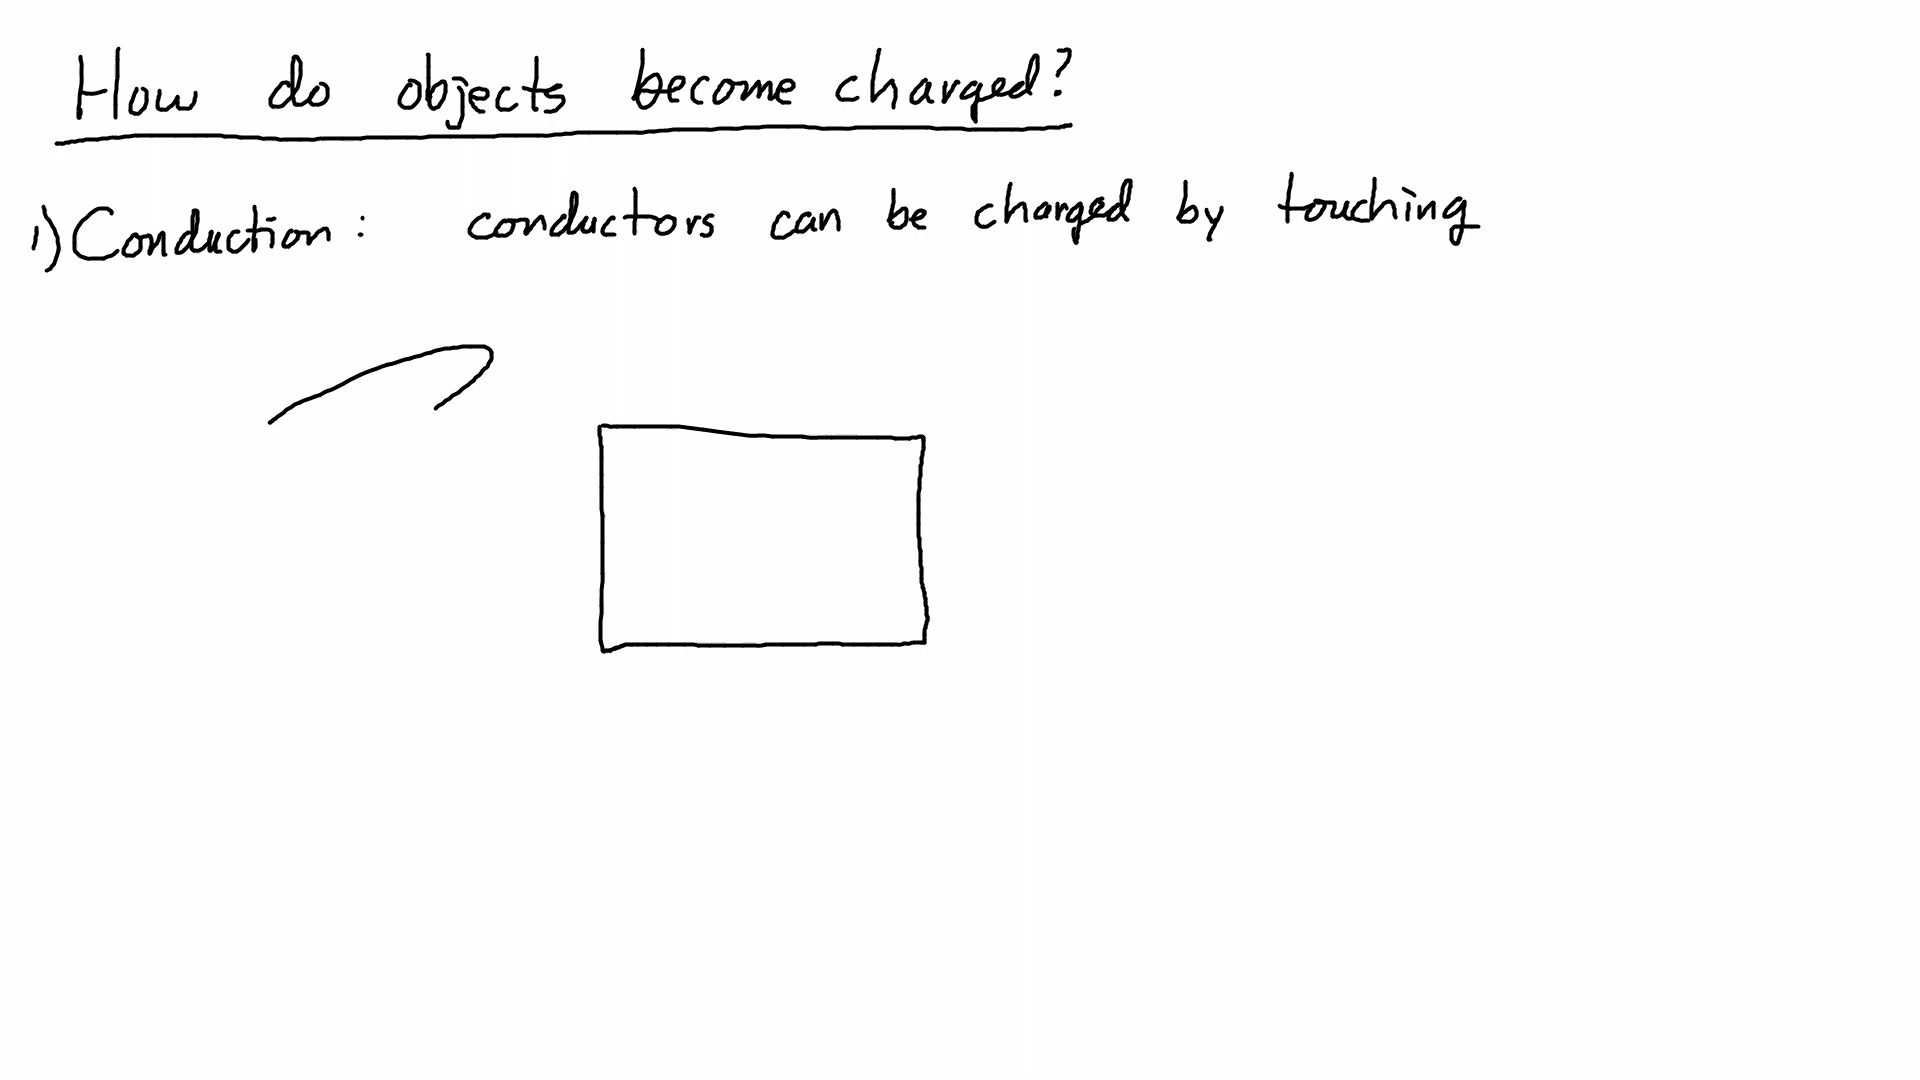 How do objects become charged?
1) Conduction: conductors can be charged by touching